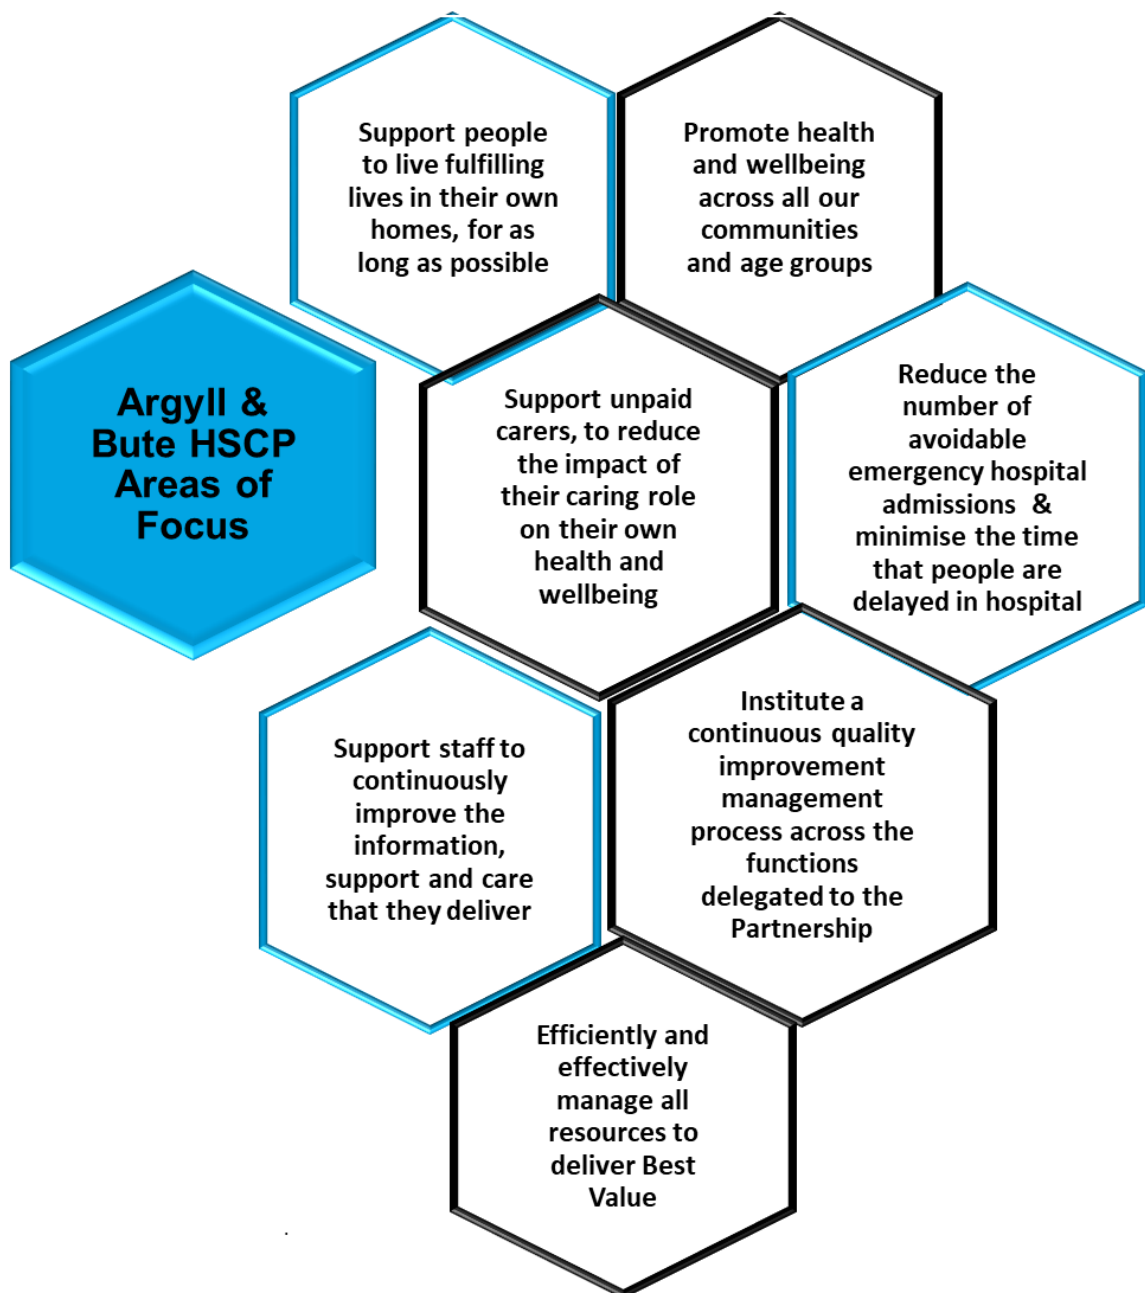 Support people
to live fulfilling
lives in their own
homes, for as
long as possible
Promote health
and wellbeing
across all our
communities
and age groups
Argyll &
Bute HSCP
Areas of
Focus
Support unpaid
carers, to reduce
the impact of
their caring role
on their own
health and
wellbeing
Reduce the
number of
avoidable
emergency hospital
admissions &
minimise the time
that people are
delayed in hospital
Support staff to
continuously
improve the
information,
support and care
that they deliver
Institute a
continuous quality
improvement
management
process across the
functions
delegated to the
Partnership
Efficiently and
effectively
manage all
resources to
deliver Best
Value
.